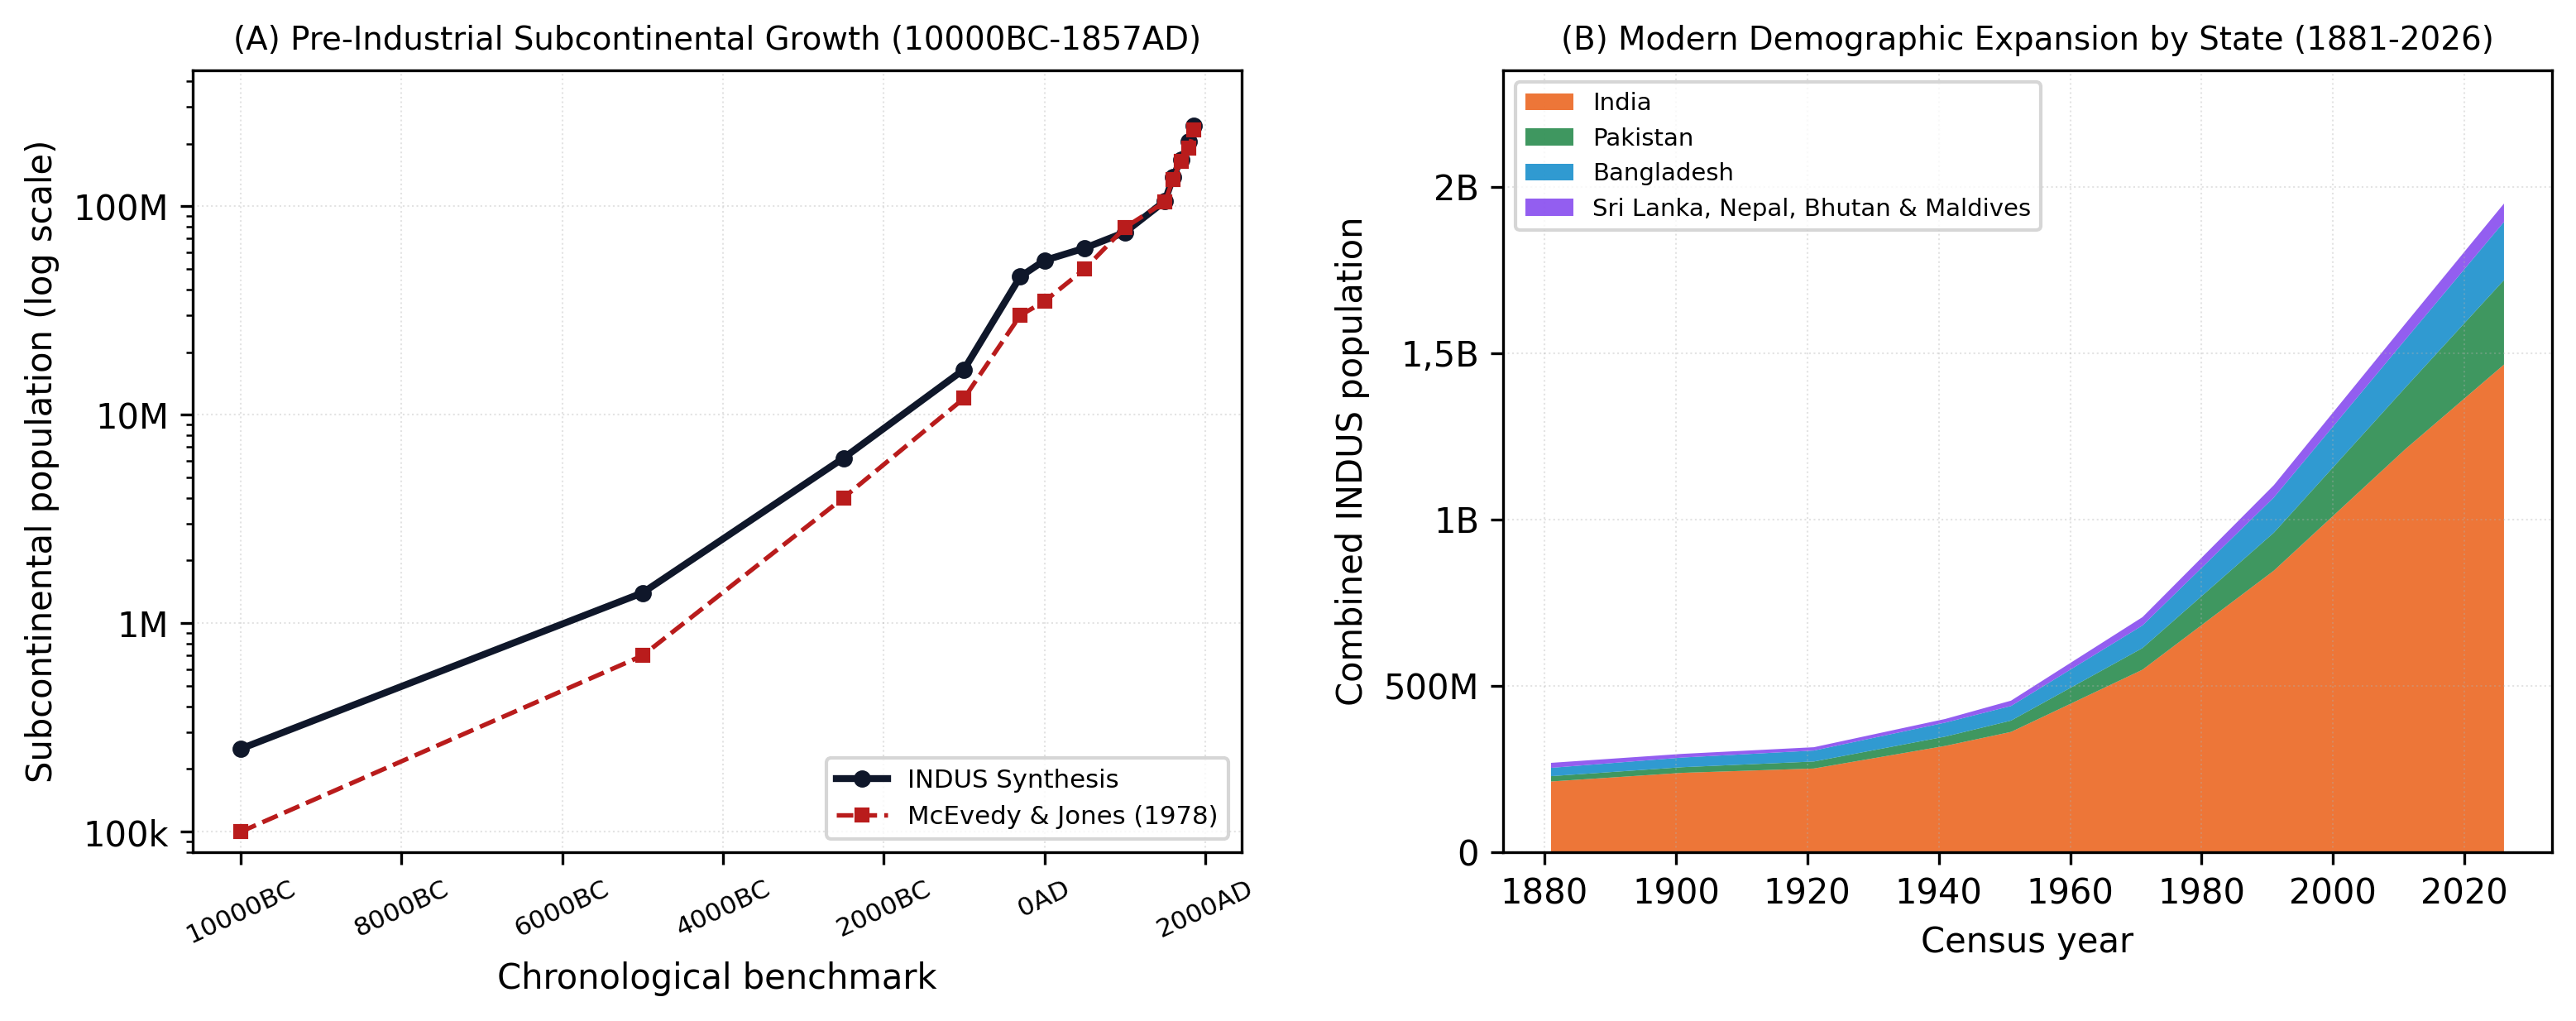 (A) Pre-Industrial Subcontinental Growth (10000BC-1857AD)
Subcontinental population (log scale)
100M
10M
1M
100k
INDUS Synthesis
McEvedy & Jones (1978)
10000BC
8000BC
6000BC
4000BC
2000BC
0AD
2000AD
Chronological benchmark
(B) Modern Demographic Expansion by State (1881-2026)
Combined INDUS population
2B
1,5B
1B
500M
0
India
Pakistan
Bangladesh
Sri Lanka, Nepal, Bhutan & Maldives
1880
1900
1920
1940
1960
1980
2000
2020
Census year